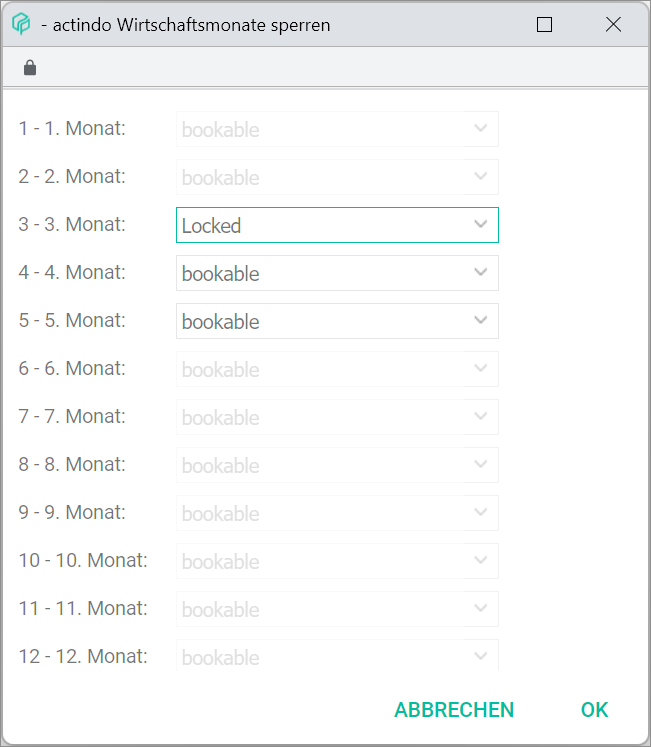 - actindo Wirtschaftsmonate sperren
1 - 1. Monat: bookable
2 - 2. Monat: bookable
3 - 3. Monat: Locked
4 - 4. Monat: bookable
5 - 5. Monat: bookable
6 - 6. Monat: bookable
7 - 7. Monat: bookable
8 - 8. Monat: bookable
9 - 9. Monat: bookable
10 - 10. Monat: bookable
11 - 11. Monat: bookable
12 - 12. Monat: bookable
ABBRECHEN OK